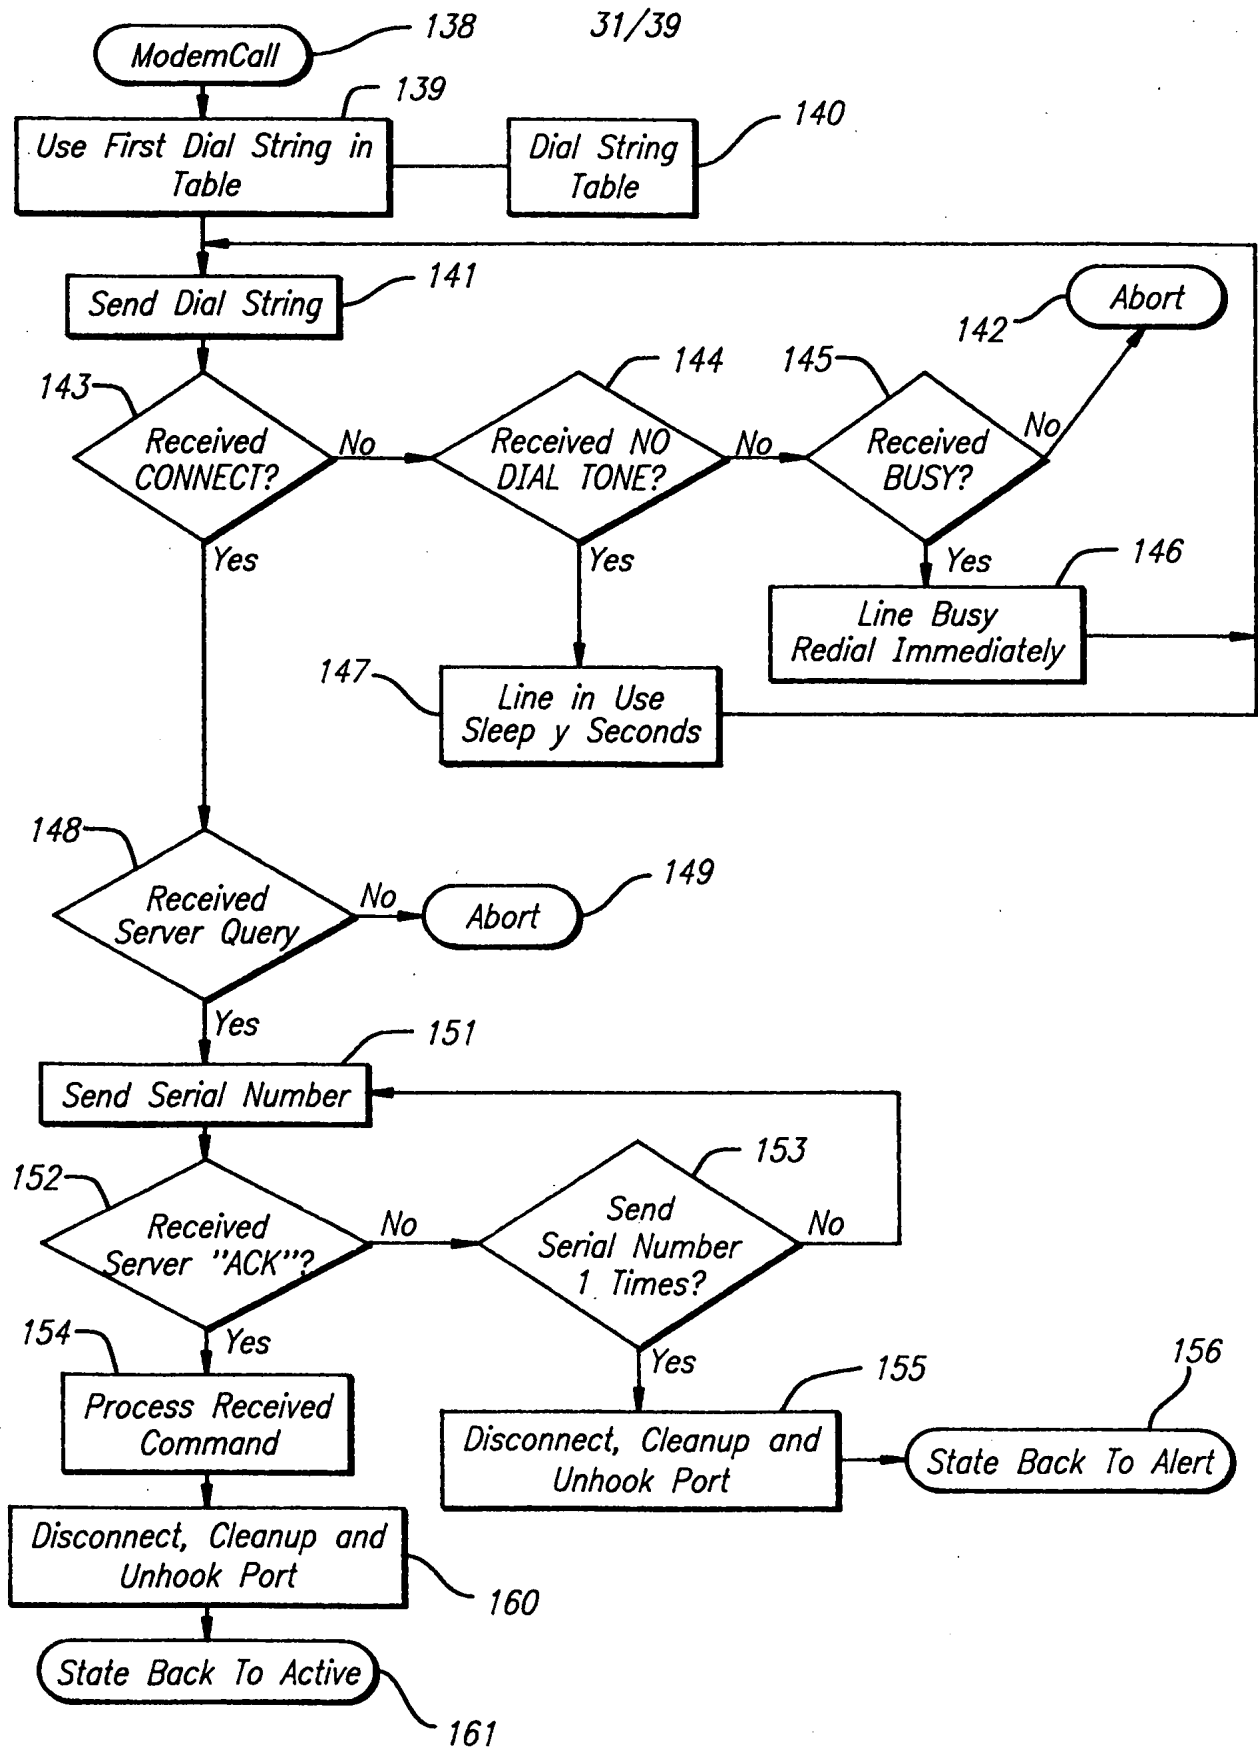 31/39
ModemCall
138
139
Use First Dial String in
Table
Dial String
Table
140
Send Dial String
141
Abort
142
143
Received
CONNECT?
No
Yes
144
Received NO
DIAL TONE?
No
Yes
145
Received
BUSY?
No
Yes
146
Line Busy
Redial Immediately
147
Line in Use
Sleep y Seconds
148
Received
Server Query
No
Yes
Abort
149
151
Send Serial Number
152
Received
Server "ACK"?
No
Yes
153
Send
Serial Number
1 Times?
No
Yes
154
Process Received
Command
155
Disconnect, Cleanup and
Unhook Port
156
State Back To Alert
Disconnect, Cleanup and
Unhook Port
160
State Back To Active
161